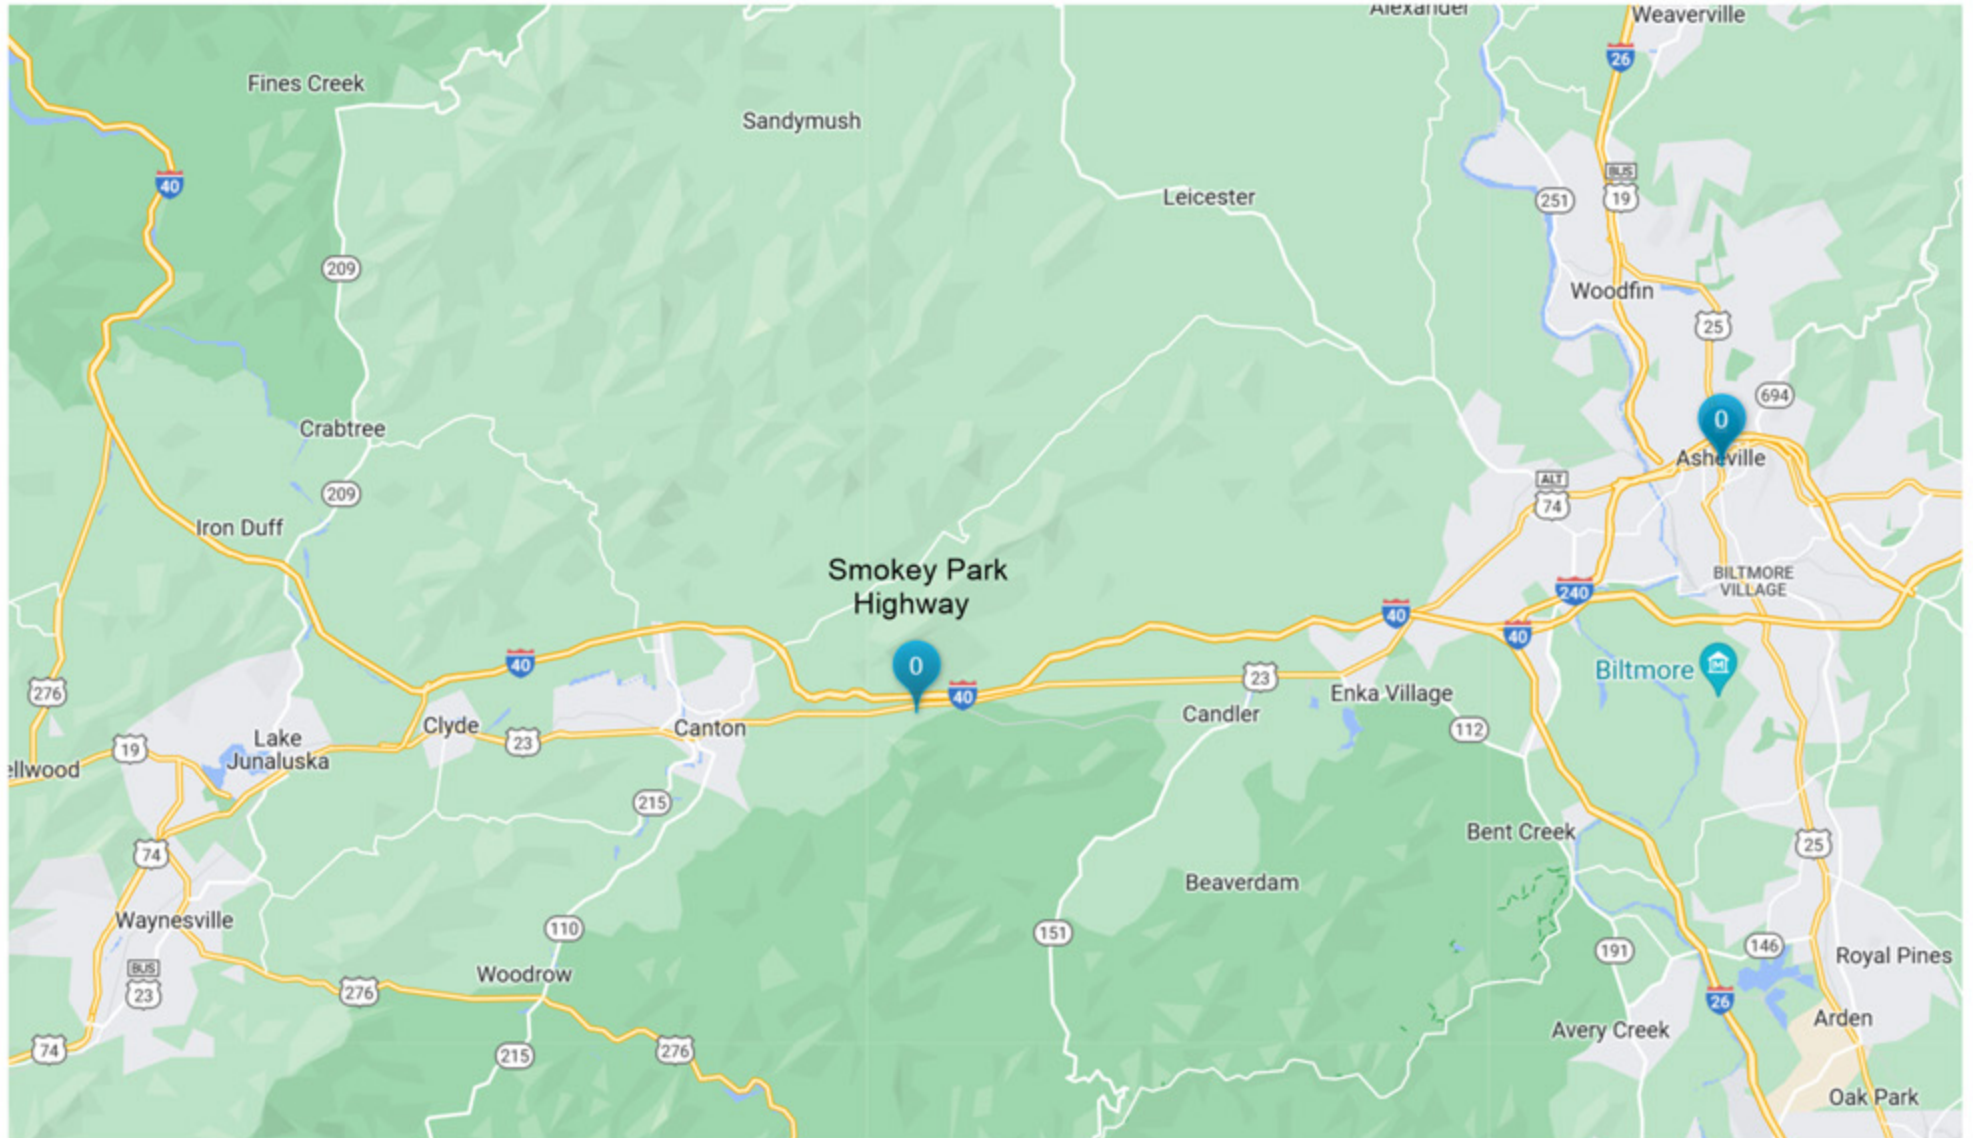 Alexander
Weaverville
26
Fines Creek
Sandymush
40
BUS
19
251
Leicester
209
Woodfin
25
694
0
Crabtree
Asheville
ALT
74
209
Iron Duff
Smokey Park
Highway
BILTMORE
VILLAGE
240
40
40
0
40
Biltmore
M
23
276
40
Enka Village
Candler
Clyde
23
Canton
112
19
Lake
Junaluska
ellwood
215
Bent Creek
25
74
Beaverdam
Waynesville
110
151
191
146
Royal Pines
BUS
23
276
Woodrow
26
Avery Creek
Arden
74
215
276
Oak Park